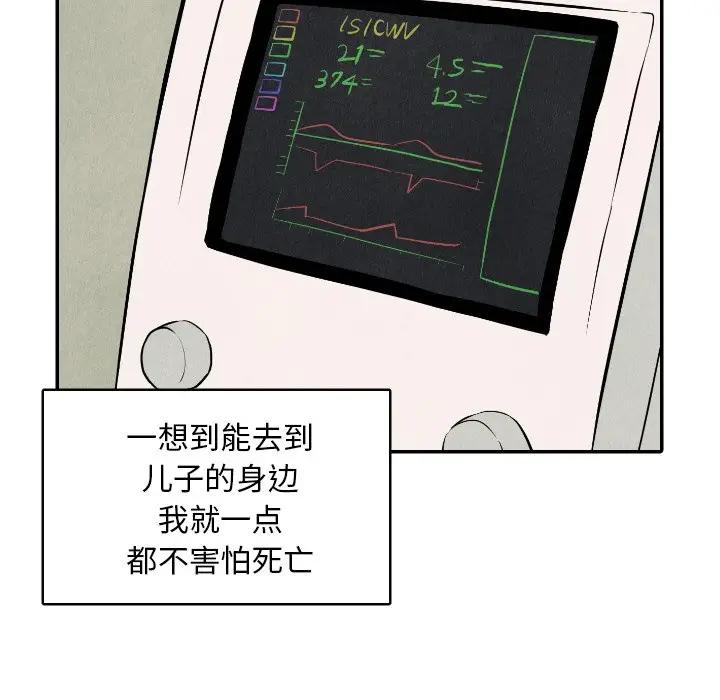 ISICWV
21=
4.5=
374=
12=
一想到能去到
儿子的身边
我就一点
都不害怕死亡